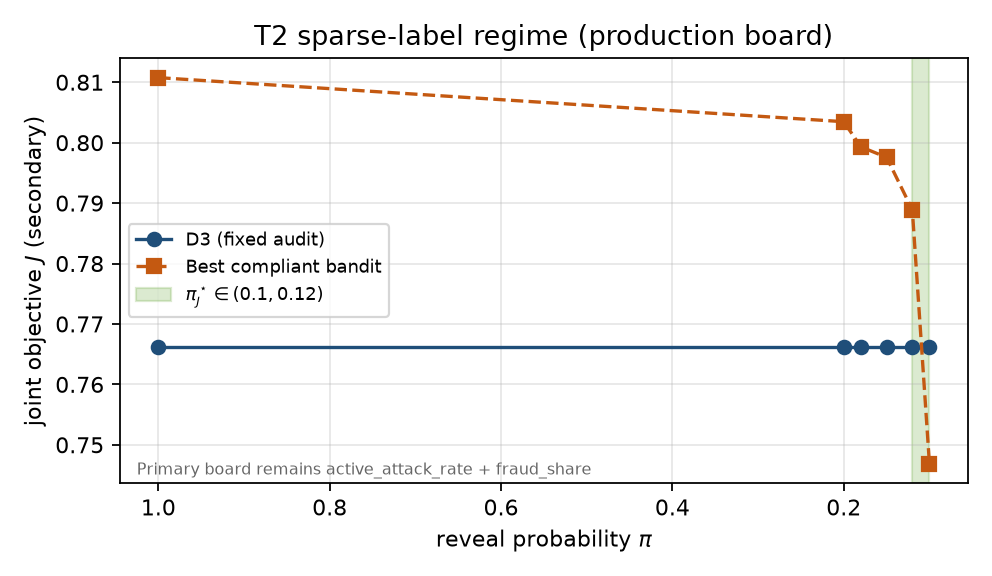 T2 sparse-label regime (production board)
joint objective J (secondary)
0.81
0.80
0.79
0.78
0.77
0.76
0.75
D3 (fixed audit)
Best compliant bandit
π_J* ∈ (0.1, 0.12)
Primary board remains active_attack_rate + fraud_share
1.0 0.8 0.6 0.4 0.2
reveal probability π